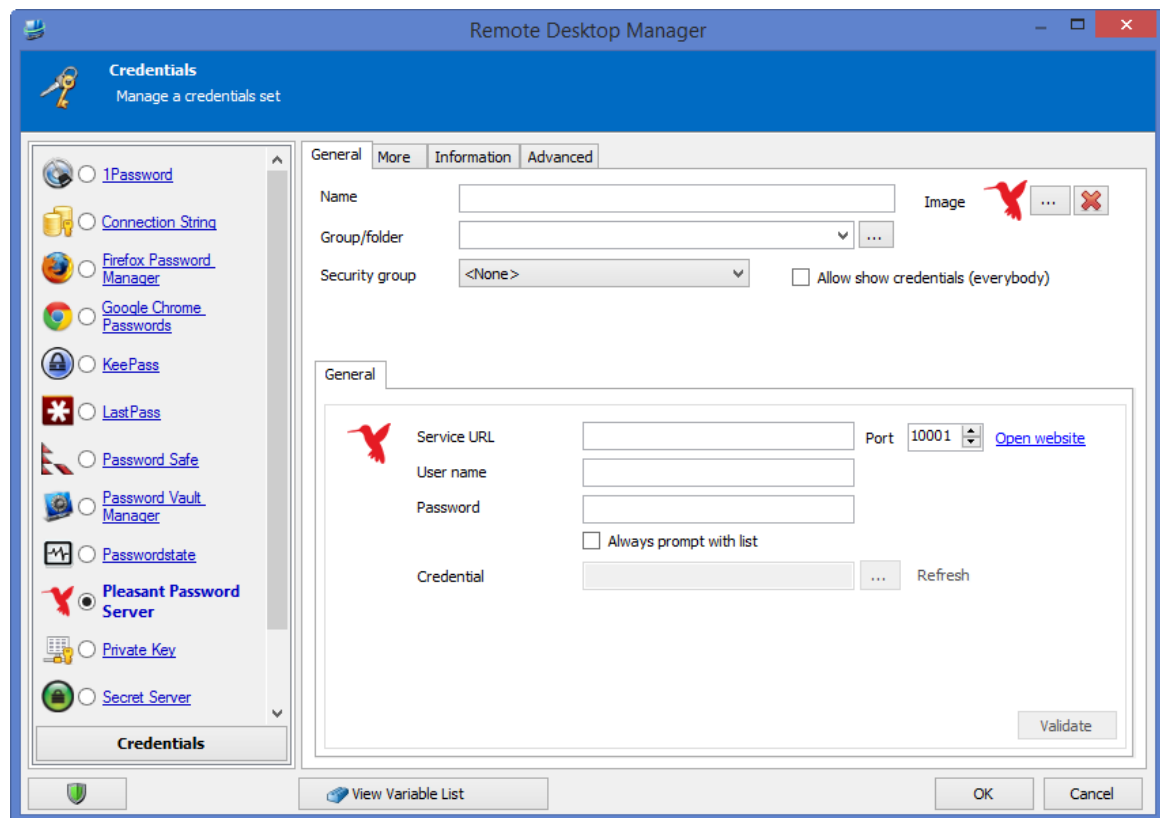 Remote Desktop Manager
Credentials
Manage a credentials set
1Password
Connection String
Firefox Password
Manager
Google Chrome
Passwords
KeePass
LastPass
Password Safe
Password Vault
Manager
Passwordstate
Pleasant Password
Server
Private Key
Secret Server
Credentials
General More Information Advanced
Name
Image ...
Group/folder ...
Security group <None> Allow show credentials (everybody)
General
Service URL Port 10001 Open website
User name
Password
Always prompt with list
Credential ... Refresh
Validate
View Variable List OK Cancel